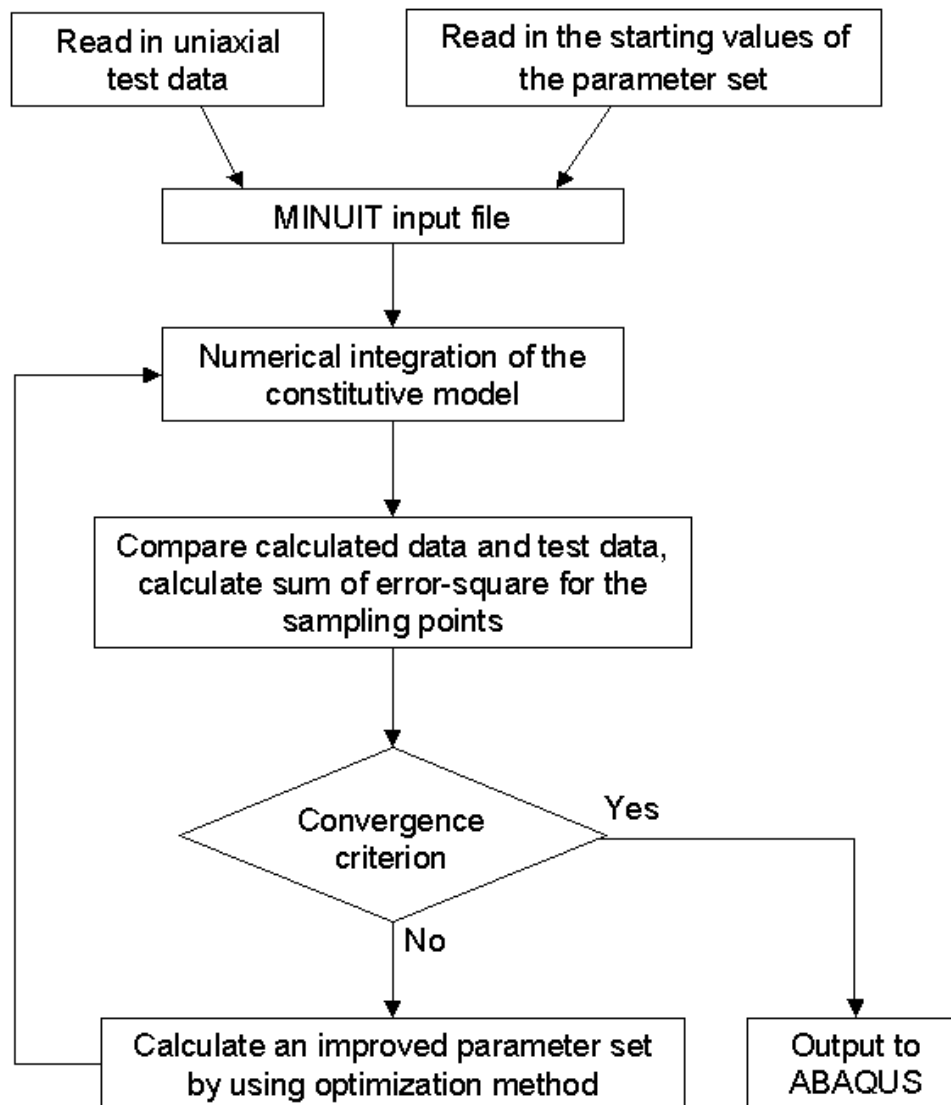 Read in uniaxial
test data
Read in the starting values of
the parameter set
MINUIT input file
Numerical integration of the
constitutive model
Compare calculated data and test data,
calculate sum of error-square for the
sampling points
Convergence
criterion
Yes
No
Calculate an improved parameter set
by using optimization method
Output to
ABAQUS